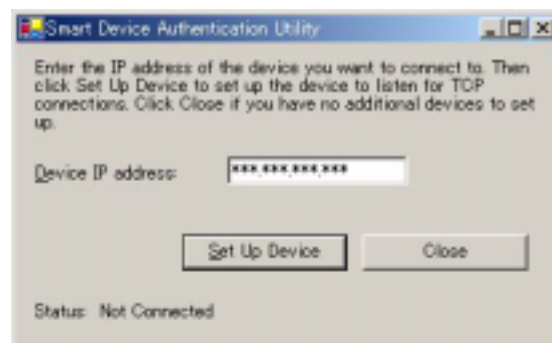 Smart Device Authentication Utility
Enter the IP address of the device you want to connect to. Then
click Set Up Device to set up the device to listen for TCP
connections. Click Close if you have no additional devices to set
up.
Device IP address: ***.***.***.***
Set Up Device Close
Status: Not Connected